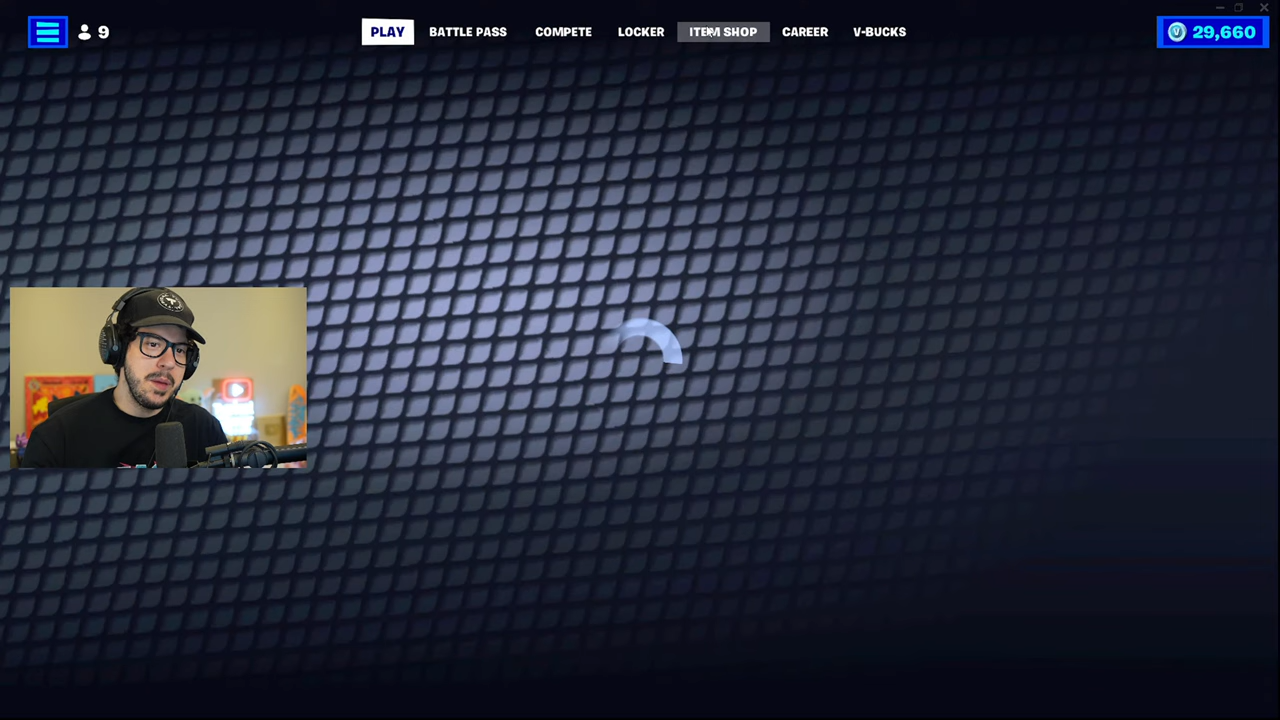 9
PLAY
BATTLE PASS
COMPETE
LOCKER
ITEM SHOP
CAREER
V-BUCKS
29,660